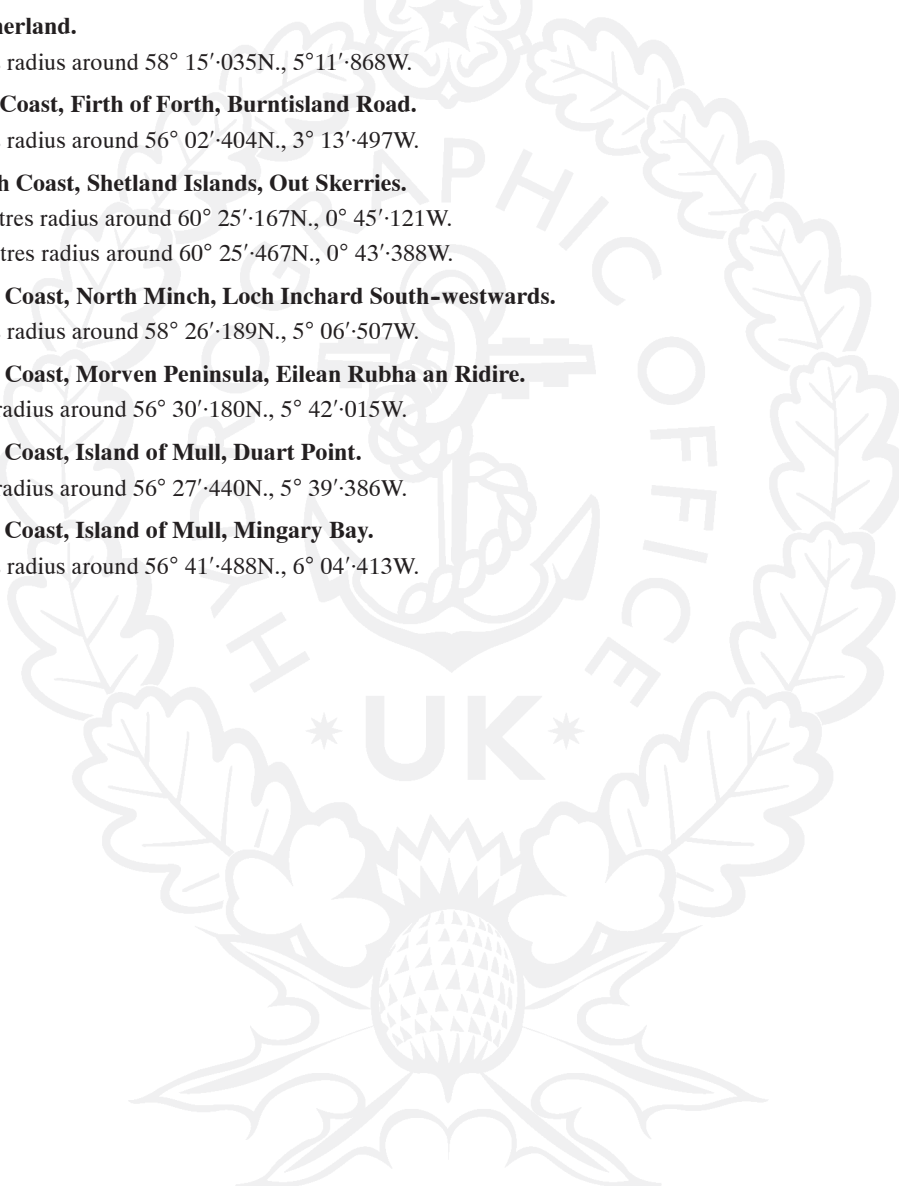 herland.
radius around 58° 15′·035N., 5°11′·868W.
Coast, Firth of Forth, Burntisland Road.
radius around 56° 02′·404N., 3° 13′·497W.
h Coast, Shetland Islands, Out Skerries.
tres radius around 60° 25′·167N., 0° 45′·121W.
tres radius around 60° 25′·467N., 0° 43′·388W.
Coast, North Minch, Loch Inchard South-westwards.
radius around 58° 26′·189N., 5° 06′·507W.
Coast, Morven Peninsula, Eilean Rubha an Ridire.
radius around 56° 30′·180N., 5° 42′·015W.
Coast, Island of Mull, Duart Point.
radius around 56° 27′·440N., 5° 39′·386W.
Coast, Island of Mull, Mingary Bay.
radius around 56° 41′·488N., 6° 04′·413W.
HYDROGRAPHIC OFFICE
UK